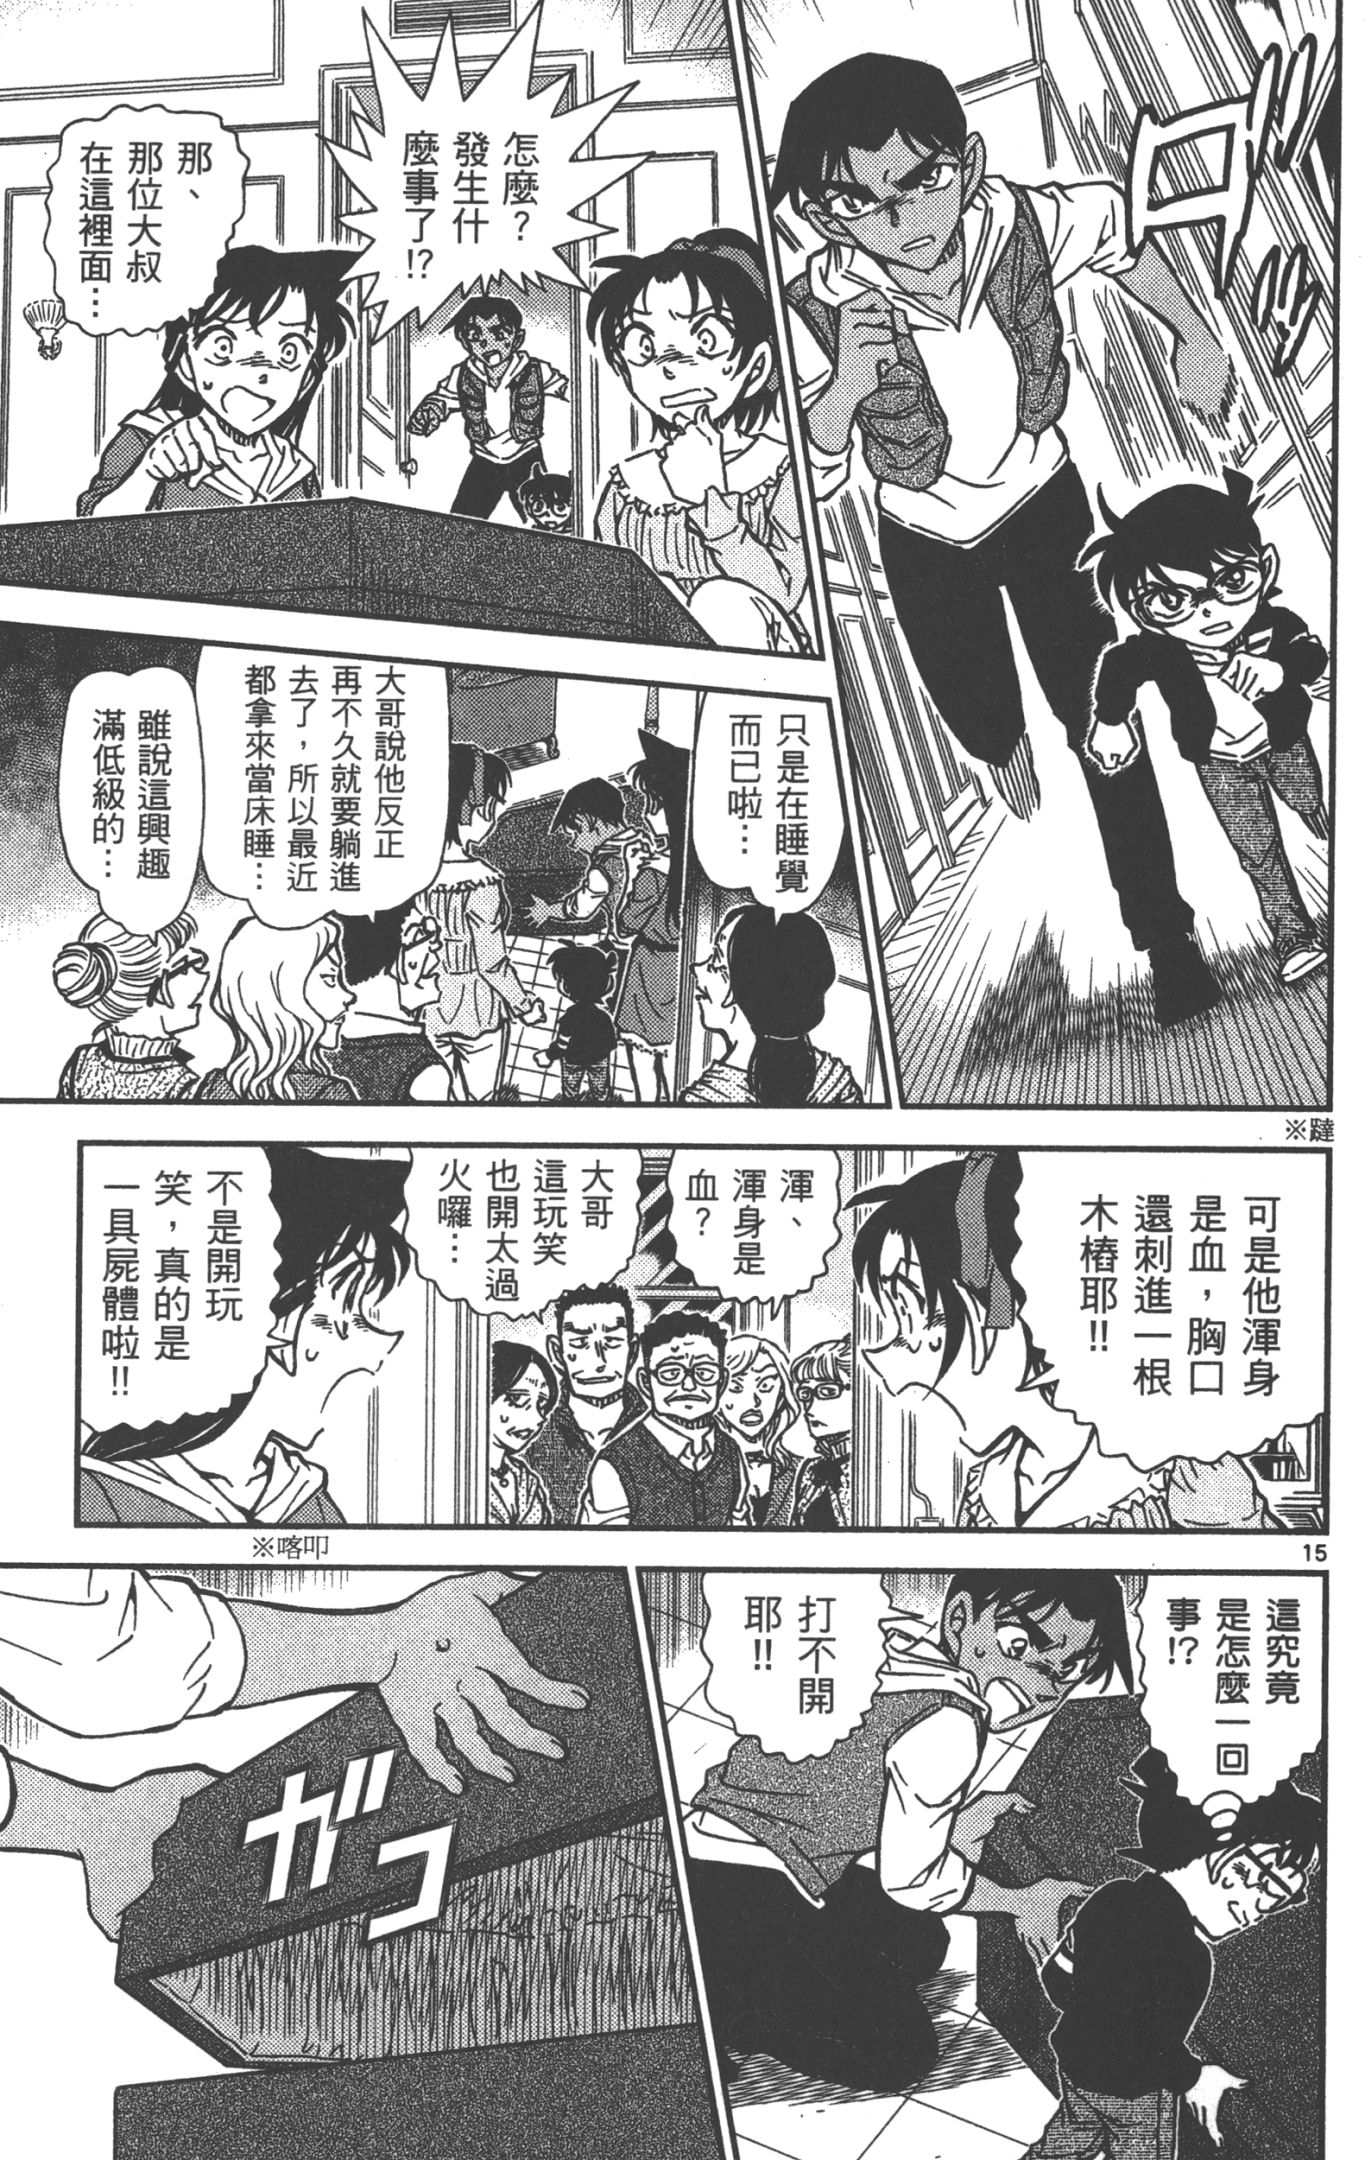 ダッ
※躂
怎麼？
發生什
麼事了!?
那、
那位大叔
在這裡面…
只是在睡覺
而已啦…
大哥說他反正
再不久就要躺進
去了，所以最近
都拿來當床睡…
雖說這興趣
滿低級的…
可是他渾身
是血，胸口
還刺進一根
木樁耶!!
渾、
渾身是
血？
大哥
這玩笑
也開太過
火囉…
不是開玩
笑，真的是
一具屍體啦!!
15
這究竟
是怎麼一回
事!?
打不開
耶!!
※喀叩
ガコ